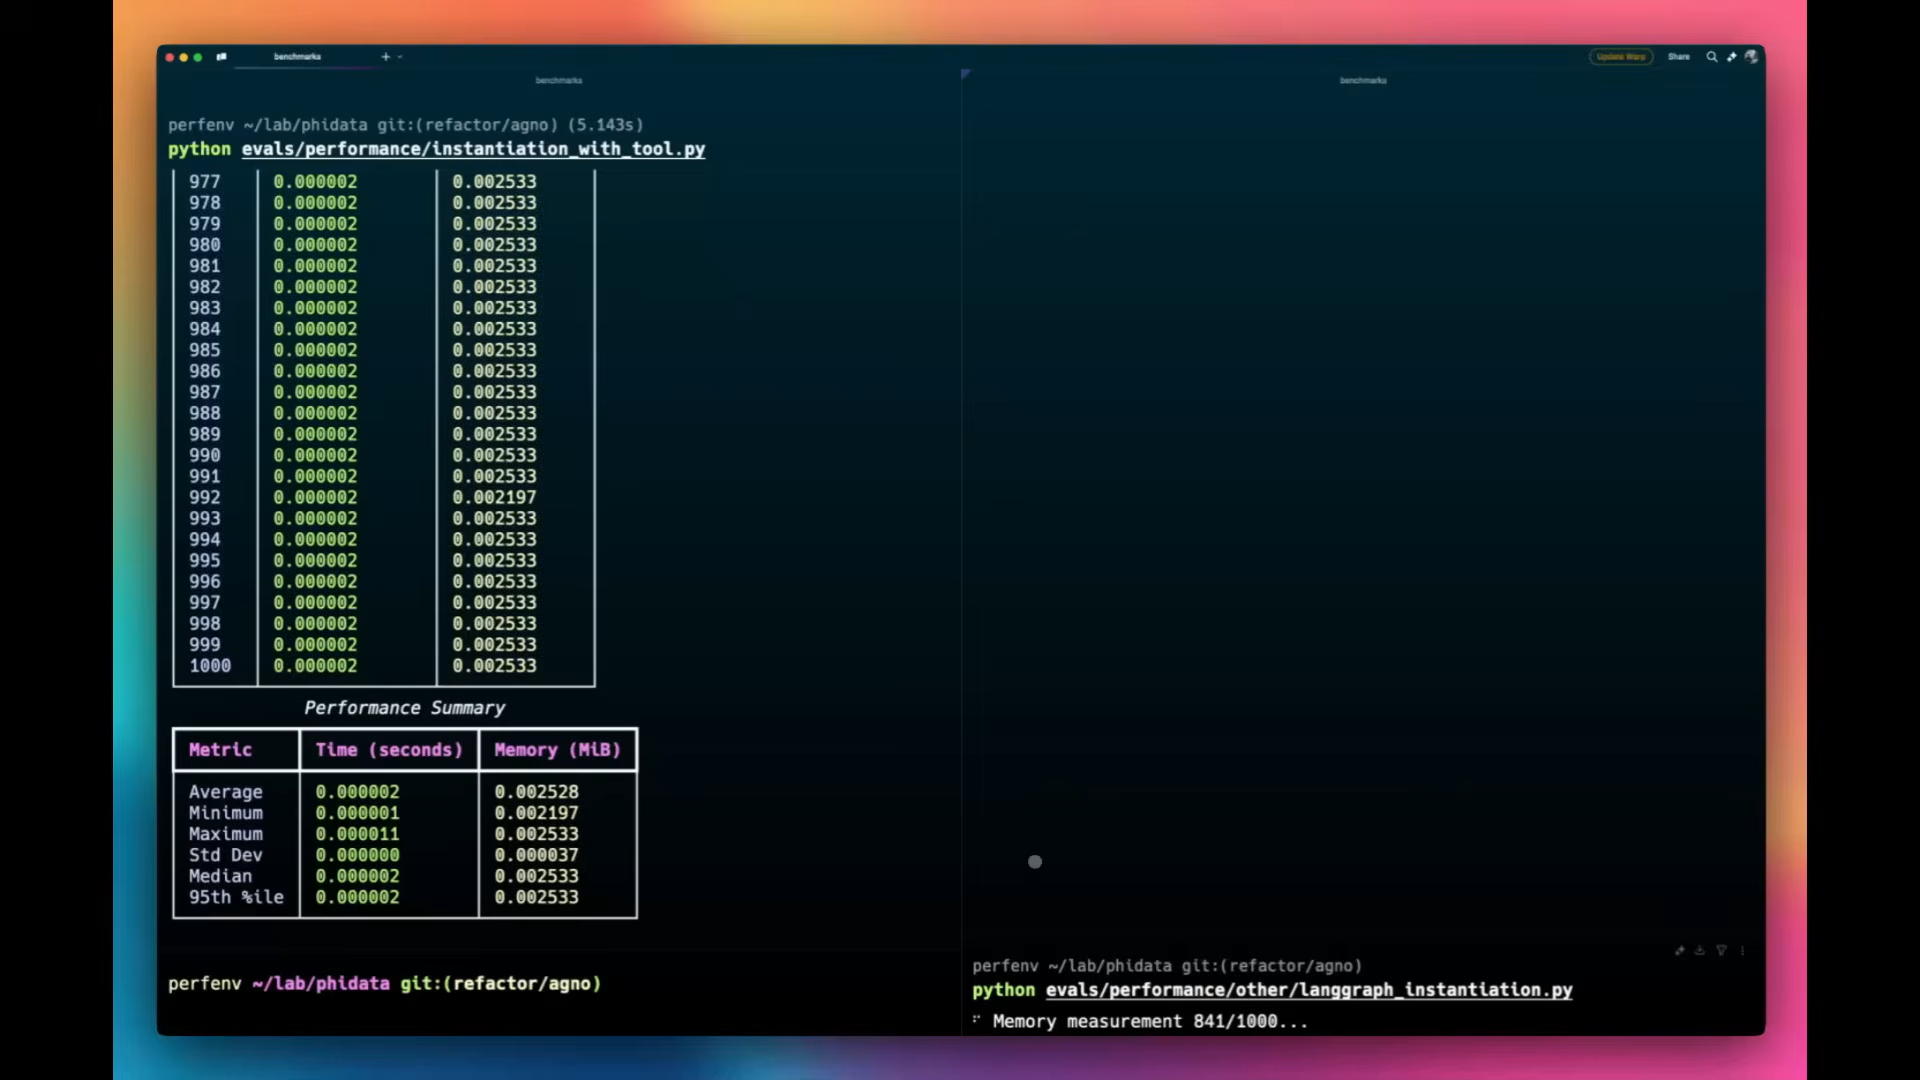 benchmarks
Update Warp
Share
benchmarks
benchmarks
perfenv ~/lab/phidata git:(refactor/agno) (5.143s)
python evals/performance/instantiation_with_tool.py
977 0.000002 0.002533
978 0.000002 0.002533
979 0.000002 0.002533
980 0.000002 0.002533
981 0.000002 0.002533
982 0.000002 0.002533
983 0.000002 0.002533
984 0.000002 0.002533
985 0.000002 0.002533
986 0.000002 0.002533
987 0.000002 0.002533
988 0.000002 0.002533
989 0.000002 0.002533
990 0.000002 0.002533
991 0.000002 0.002533
992 0.000002 0.002197
993 0.000002 0.002533
994 0.000002 0.002533
995 0.000002 0.002533
996 0.000002 0.002533
997 0.000002 0.002533
998 0.000002 0.002533
999 0.000002 0.002533
1000 0.000002 0.002533
Performance Summary
Metric Time (seconds) Memory (MiB)
Average 0.000002 0.002528
Minimum 0.000001 0.002197
Maximum 0.000011 0.002533
Std Dev 0.000000 0.000037
Median 0.000002 0.002533
95th %ile 0.000002 0.002533
perfenv ~/lab/phidata git:(refactor/agno)
perfenv ~/lab/phidata git:(refactor/agno)
python evals/performance/other/langgraph_instantiation.py
Memory measurement 841/1000...